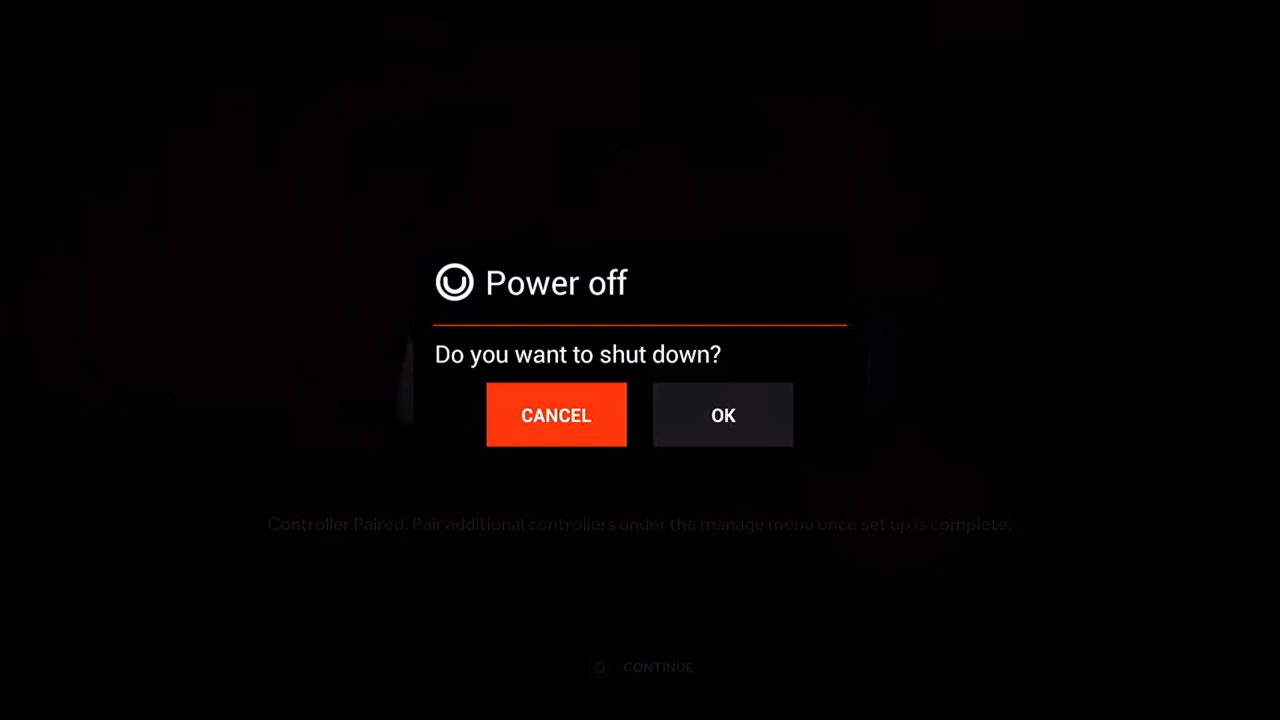 Power off
Do you want to shut down?
CANCEL
OK
Controller Paired. Pair additional controllers under the manage menu once set up is complete.
CONTINUE